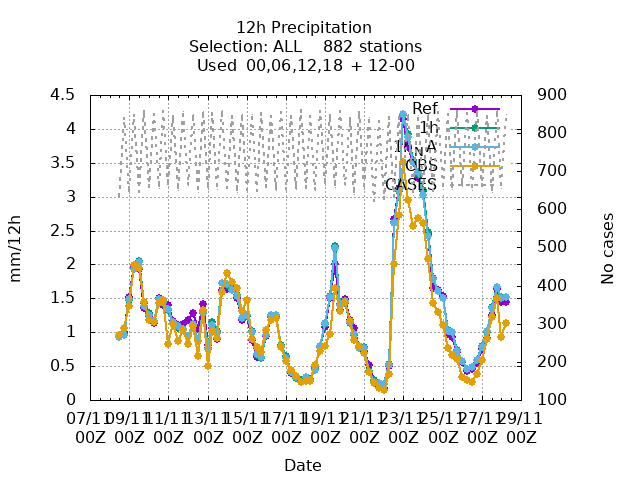 12h Precipitation
Selection: ALL    882 stations
Used  00,06,12,18 + 12-00
mm/12h
4.5
4
3.5
3
2.5
2
1.5
1
0.5
0
Ref
1h
1_NA
OBS
CASES
900
800
700
600
500
400
300
200
100
No cases
07/11 09/11 11/11 13/11 15/11 17/11 19/11 21/11 23/11 25/11 27/11 29/11
00Z 00Z 00Z 00Z 00Z 00Z 00Z 00Z 00Z 00Z 00Z 00Z
Date